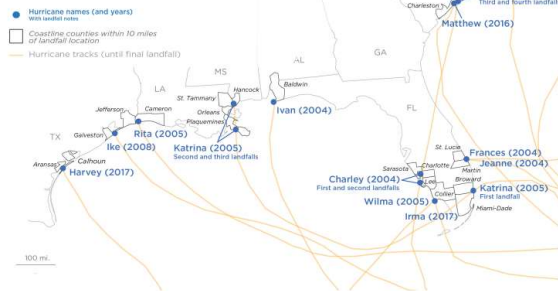 Hurricane names (and years)
With landfall notes
Coastline counties within 10 miles
of landfall location
Hurricane tracks (until final landfall)
Charleston
Third and fourth landfall
Matthew (2016)
GA
AL
MS
LA
TX
FL
Baldwin
Hancock
St. Tammany
Orleans
Plaquemines
Ivan (2004)
Jefferson
Cameron
Galveston
Rita (2005)
Ike (2008)
Katrina (2005)
Second and third landfalls
Aransas
Calhoun
Harvey (2017)
St. Lucie
Frances (2004)
Jeanne (2004)
Martin
Sarasota
Charlotte
Lee
Broward
Charley (2004)
First and second landfalls
Collier
Katrina (2005)
First landfall
Wilma (2005)
Miami-Dade
Irma (2017)
100 mi.